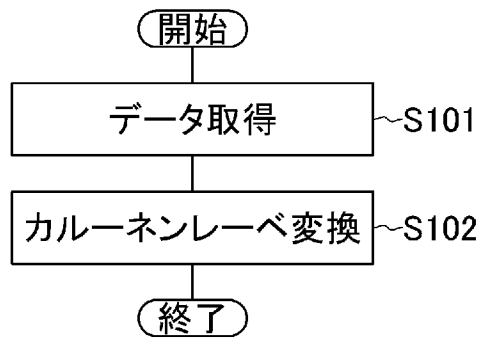 開始
データ取得
S101
カルーネンレーベ変換
S102
終了